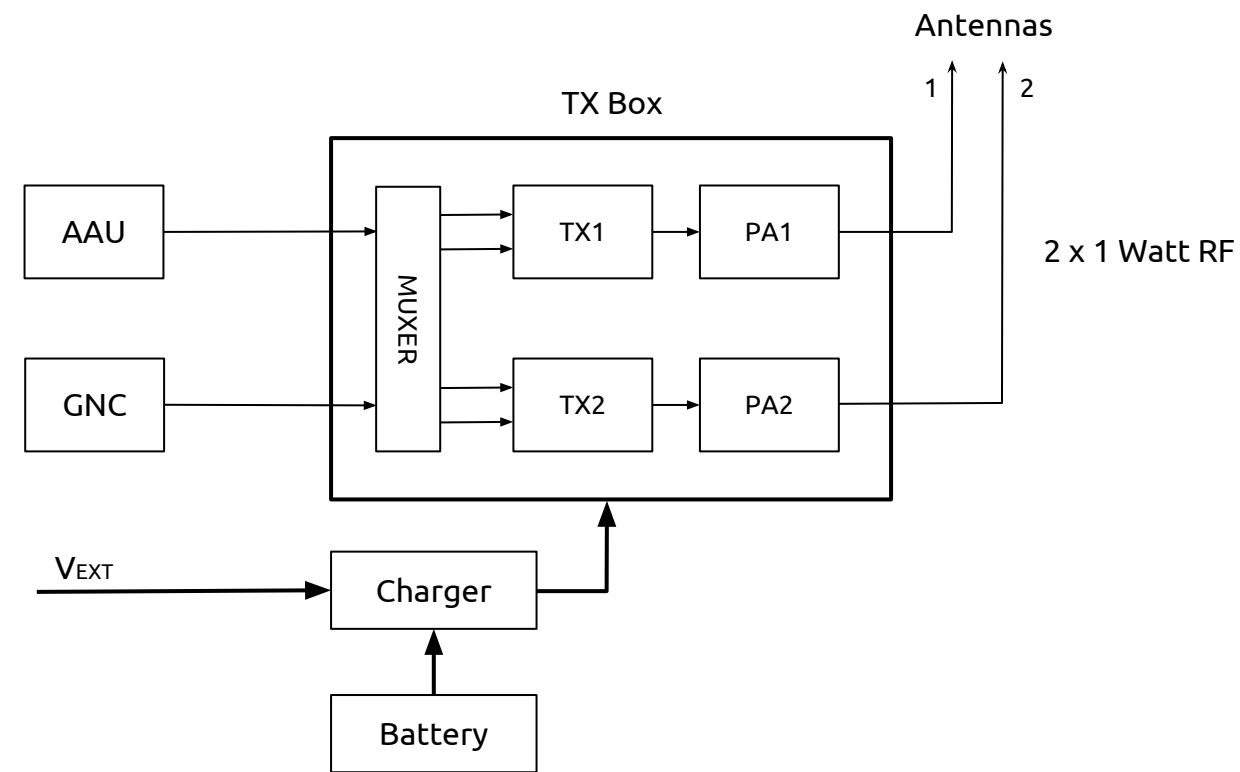 Antennas
1
2
TX Box
AAU
TX1
PA1
2 x 1 Watt RF
MUXER
GNC
TX2
PA2
VEXT
Charger
Battery